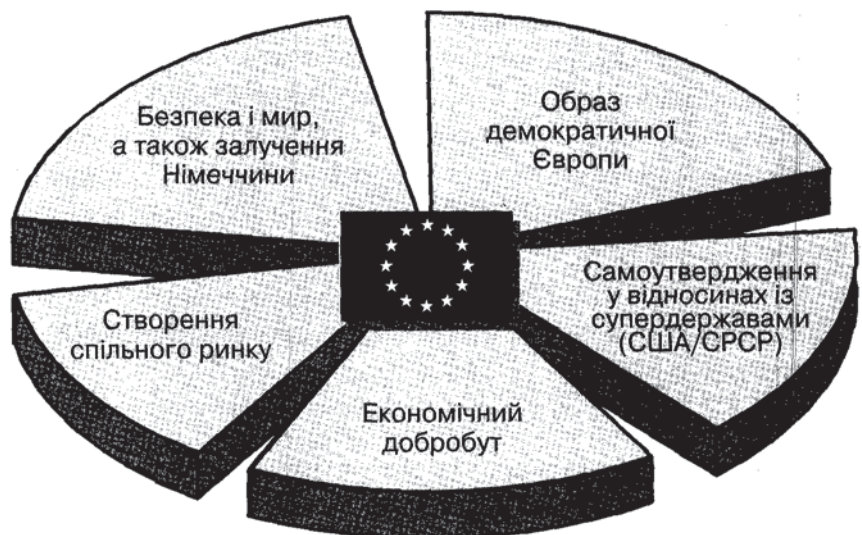 Безпека і мир,
а також залучення
Німеччини
Образ
демократичної
Європи
Самоутвердження
у відносинах із
супердержавами
(США/СРСР)
Створення
спільного ринку
Економічний
добробут